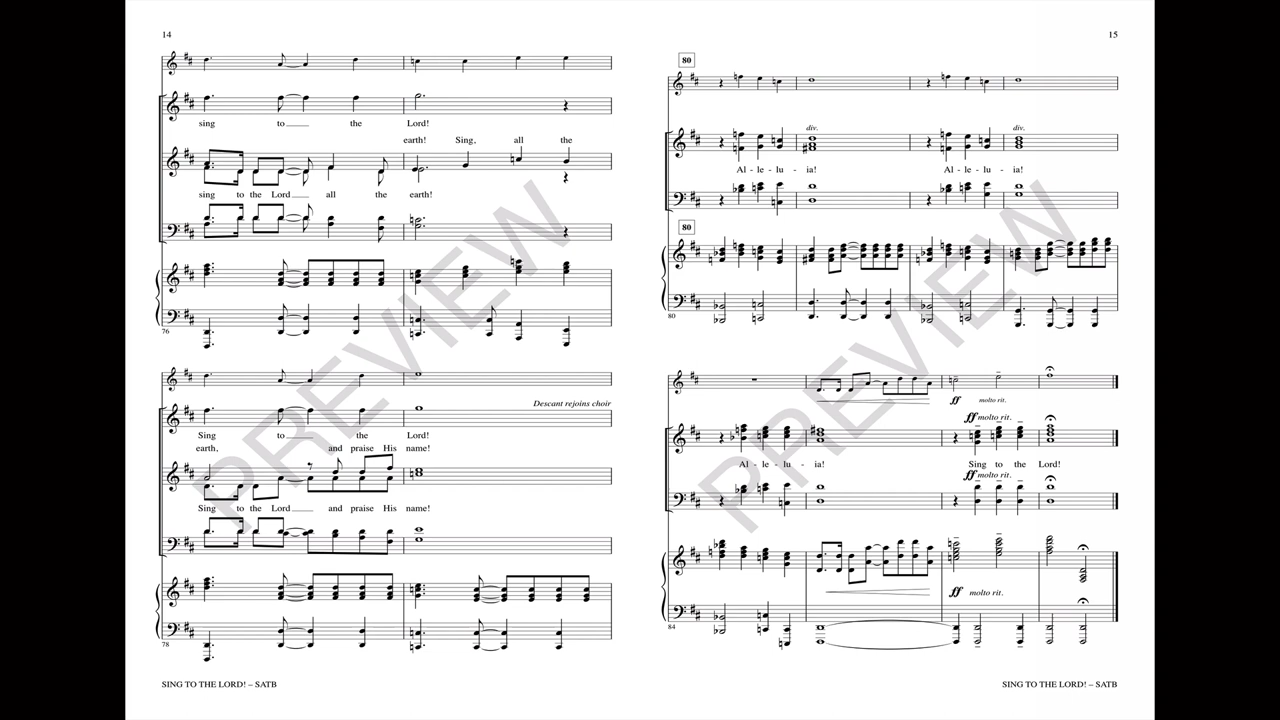 14
sing to the Lord!
earth! Sing, all the
sing to the Lord all the earth!
76
Descant rejoins choir
Sing to the Lord!
earth, and praise His name!
Sing to the Lord and praise His name!
78
SING TO THE LORD! – SATB
15
80
div. div.
Al - le - lu - ia! Al - le - lu - ia!
80
80
ff molto rit.
ff molto rit.
Al - le - lu - ia! Sing to the Lord!
ff molto rit.
ff molto rit.
84
SING TO THE LORD! – SATB
PREVIEW
PREVIEW